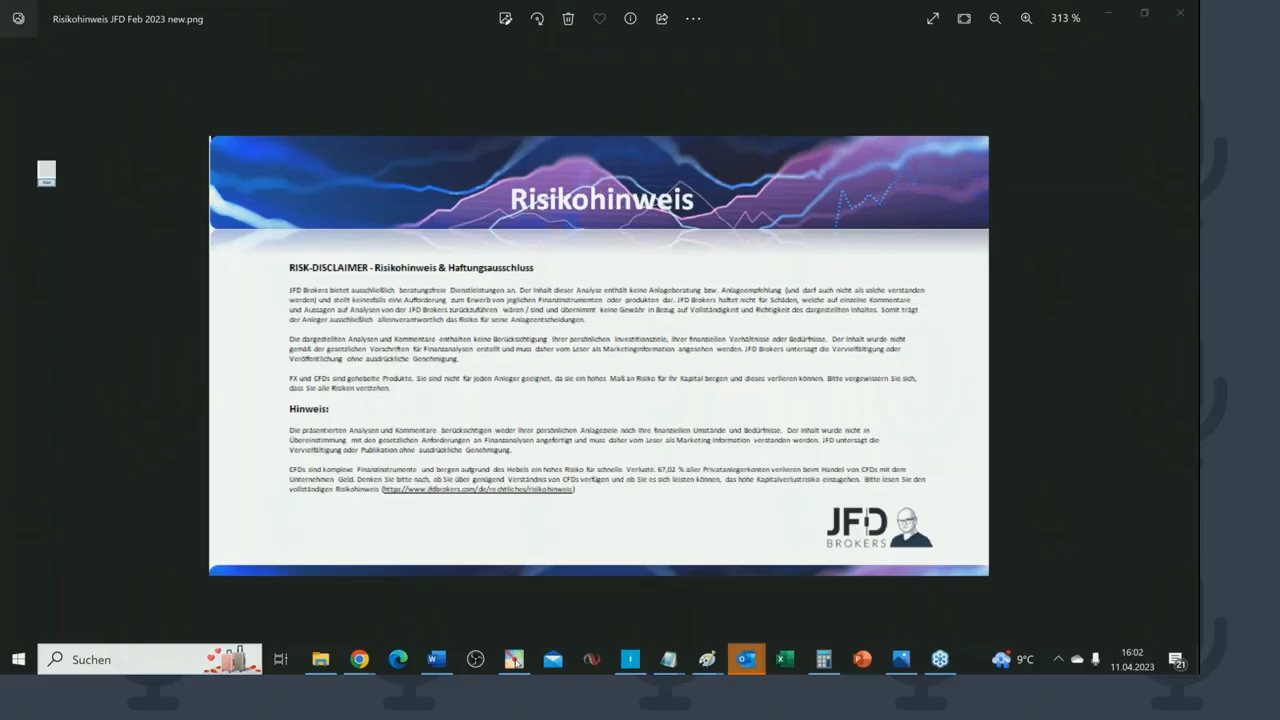 Risikohinweis JFD Feb 2023 new.png
313 %
Risikohinweis
RISK-DISCLAIMER - Risikohinweis & Haftungsausschluss
JFD Brokers bietet ausschließlich beratungsfreie Dienstleistungen an. Der Inhalt dieser Analyse enthält keine Anlageberatung bzw. Anlageempfehlung (und darf auch nicht als solche verstanden
werden) und stellt keinesfalls eine Aufforderung zum Erwerb von jeglichen Finanzinstrumenten oder produkten dar. JFD Brokers haftet nicht für Schäden, welche auf einzelne Kommentare
und Aussagen auf Analysen von der JFD Brokers zurückzuführen wären / sind und übernimmt keine Gewähr in Bezug auf Vollständigkeit und Richtigkeit des dargestellten Inhaltes. Somit trägt
der Anleger ausschließlich alleinverantwortlich das Risiko für seine Anlageentscheidungen.
Die dargestellten Analysen und Kommentare enthalten keine Berücksichtigung Ihrer persönlichen Investitionsziele, Ihrer finanziellen Verhältnisse oder Bedürfnisse. Der Inhalt wurde nicht
gemäß der gesetzlichen Vorschriften für Finanzanalysen erstellt und muss daher vom Leser als Marketinginformation angesehen werden. JFD Brokers untersagt die Vervielfältigung oder
Veröffentlichung ohne ausdrückliche Genehmigung.
FX und CFDs sind gehebelte Produkte. Sie sind nicht für jeden Anleger geeignet, da sie ein hohes Maß an Risiko für Ihr Kapital bergen und dieses verlieren können. Bitte vergewissern Sie sich,
dass Sie alle Risiken verstehen.
Hinweis:
Die präsentierten Analysen und Kommentare berücksichtigen weder Ihrer persönlichen Anlageziele noch Ihre finanziellen Umstände und Bedürfnisse. Der Inhalt wurde nicht in
Übereinstimmung mit den gesetzlichen Anforderungen an Finanzanalysen angefertigt und muss daher vom Leser als Marketing Information verstanden werden. JFD untersagt die
Vervielfältigung oder Publikation ohne ausdrückliche Genehmigung.
CFDs sind komplexe Finanzinstrumente und bergen aufgrund des Hebels ein hohes Risiko für schnelle Verluste. 67,02 % aller Privatanlegerkonten verlieren beim Handel von CFDs mit dem
Unternehmen Geld. Denken Sie bitte nach, ob Sie über genügend Verständnis von CFDs verfügen und ob Sie es sich leisten können, das hohe Kapitalverlustrisiko einzugehen. Bitte lesen Sie den
vollständigen Risikohinweis (https://www.jfdbrokers.com/de/rechtliches/risikohinweis)
JFD
BROKERS
Suchen
9°C
16:02
11.04.2023
21